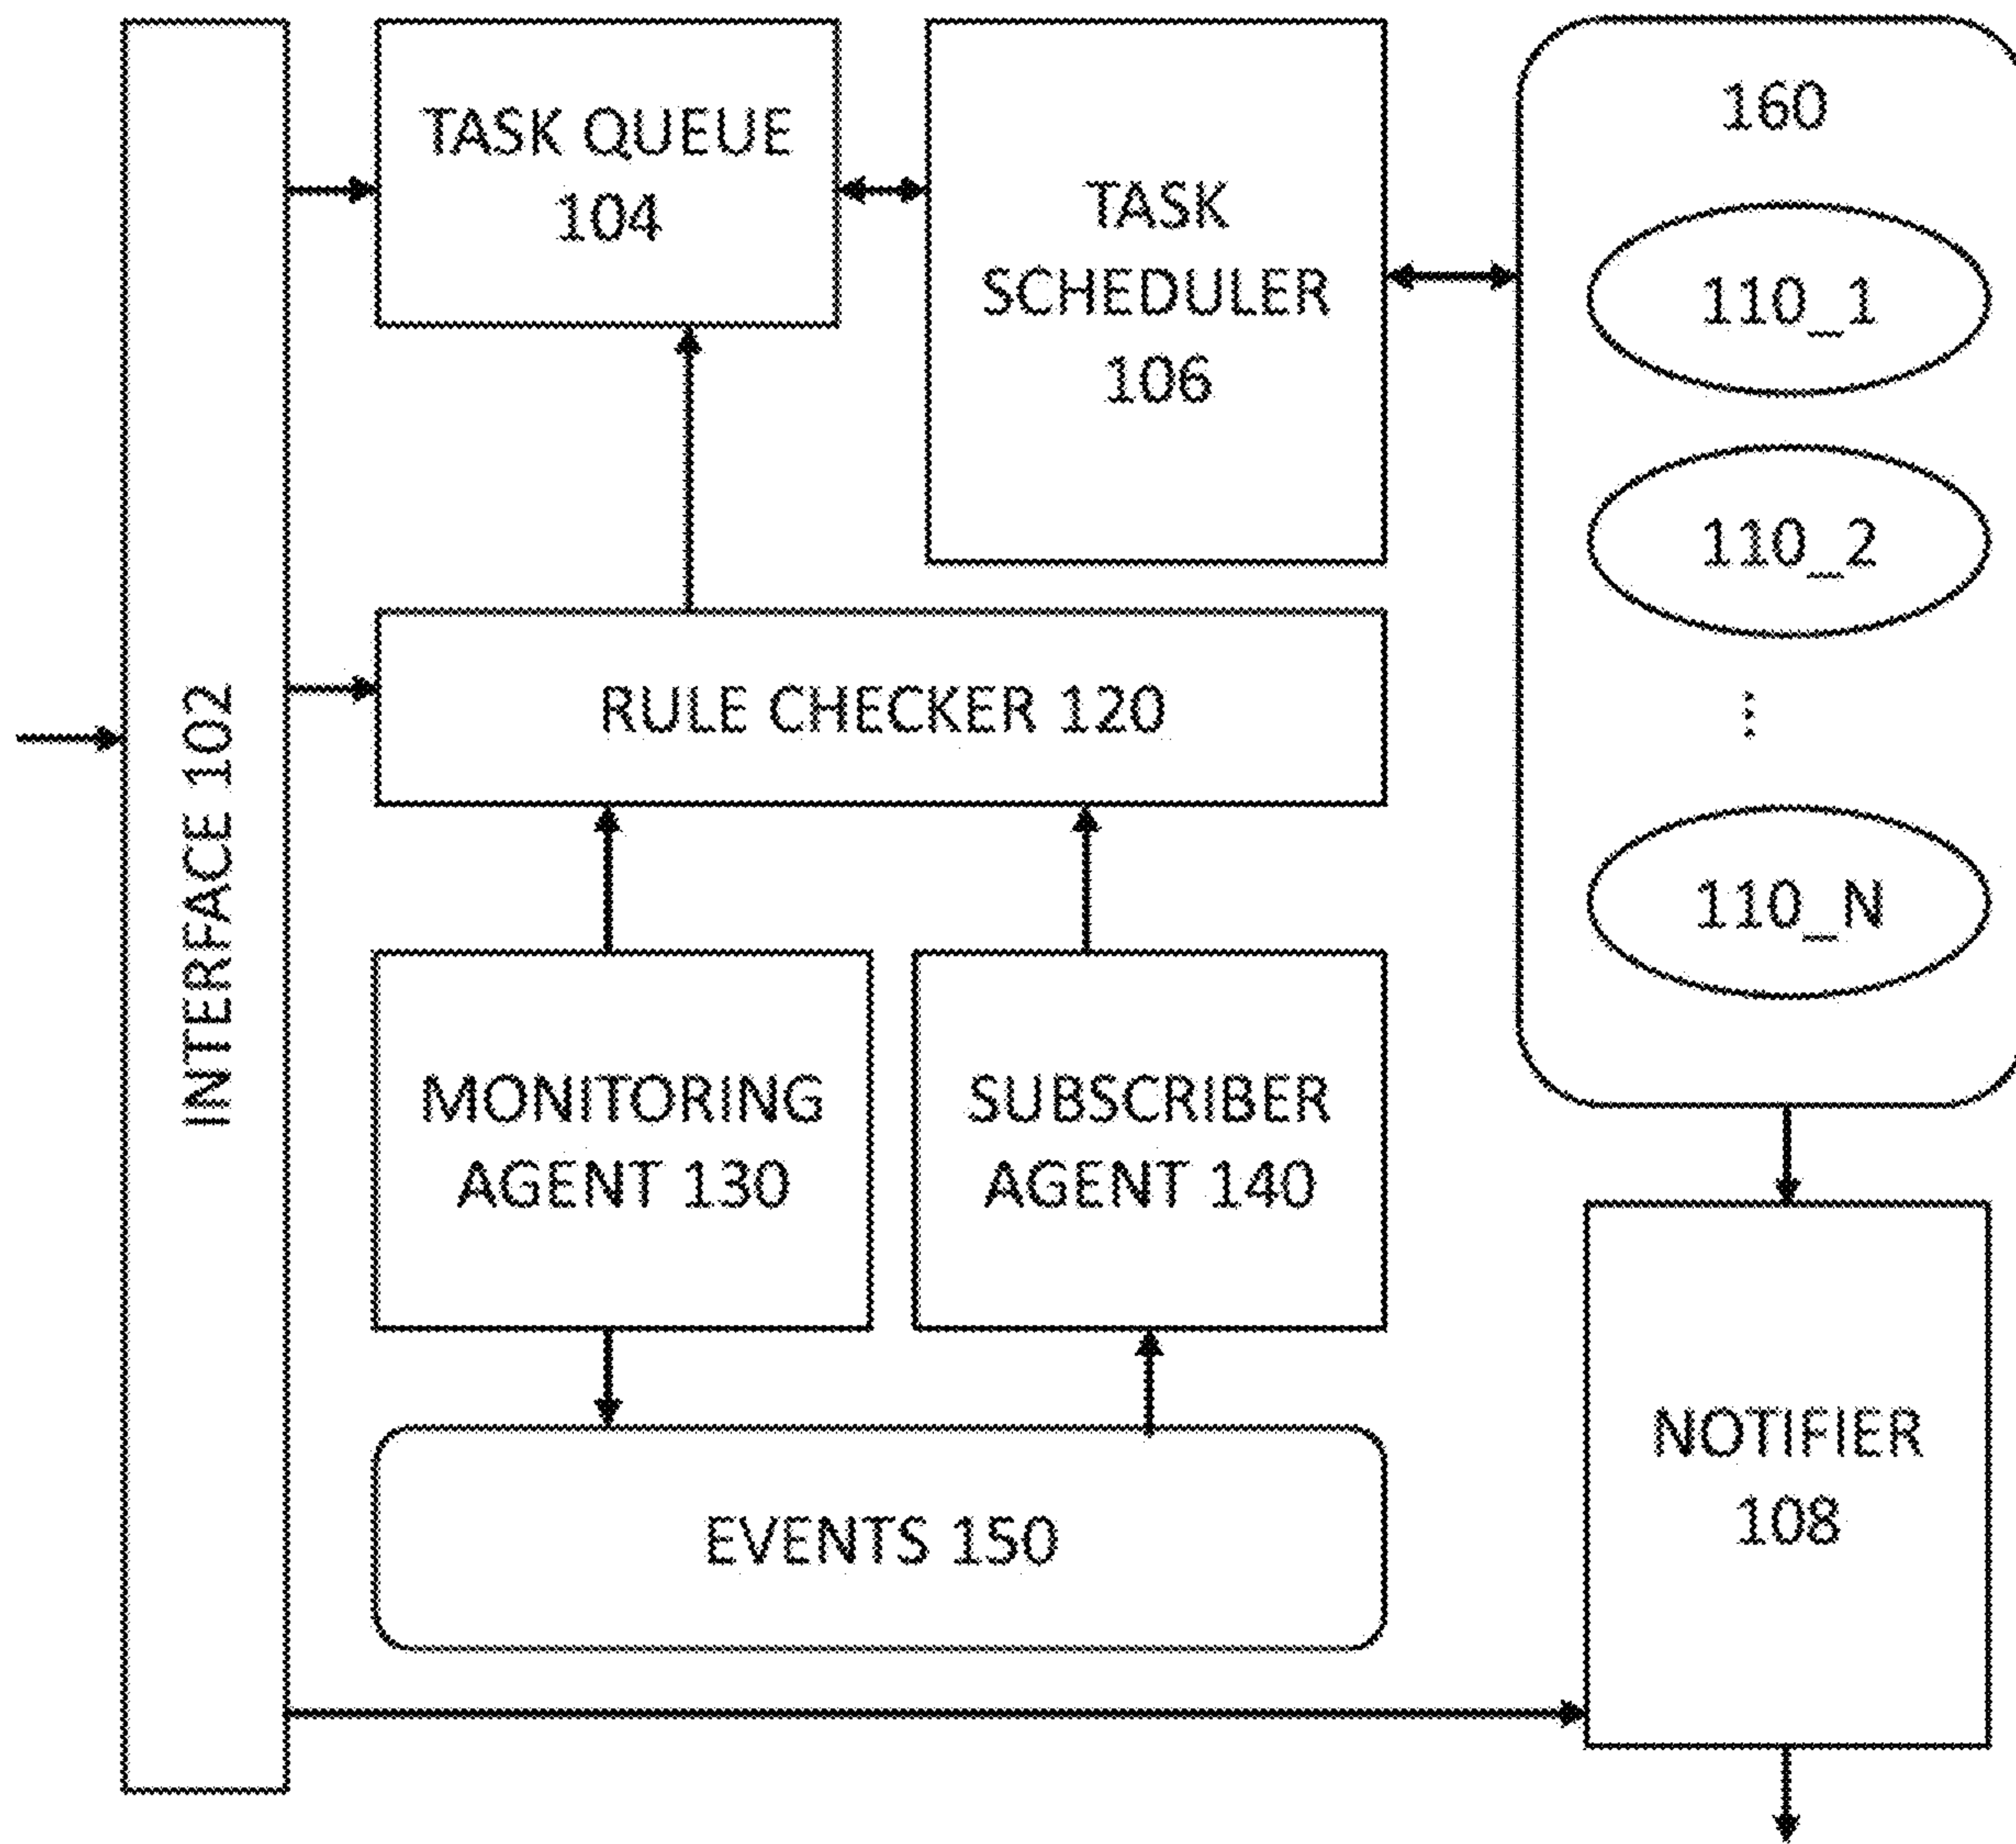 INTERFACE 102
TASK QUEUE
104
TASK
SCHEDULER
106
160
110_1
110_2
...
110_N
RULE CHECKER 120
MONITORING
AGENT 130
SUBSCRIBER
AGENT 140
EVENTS 150
NOTIFIER
108